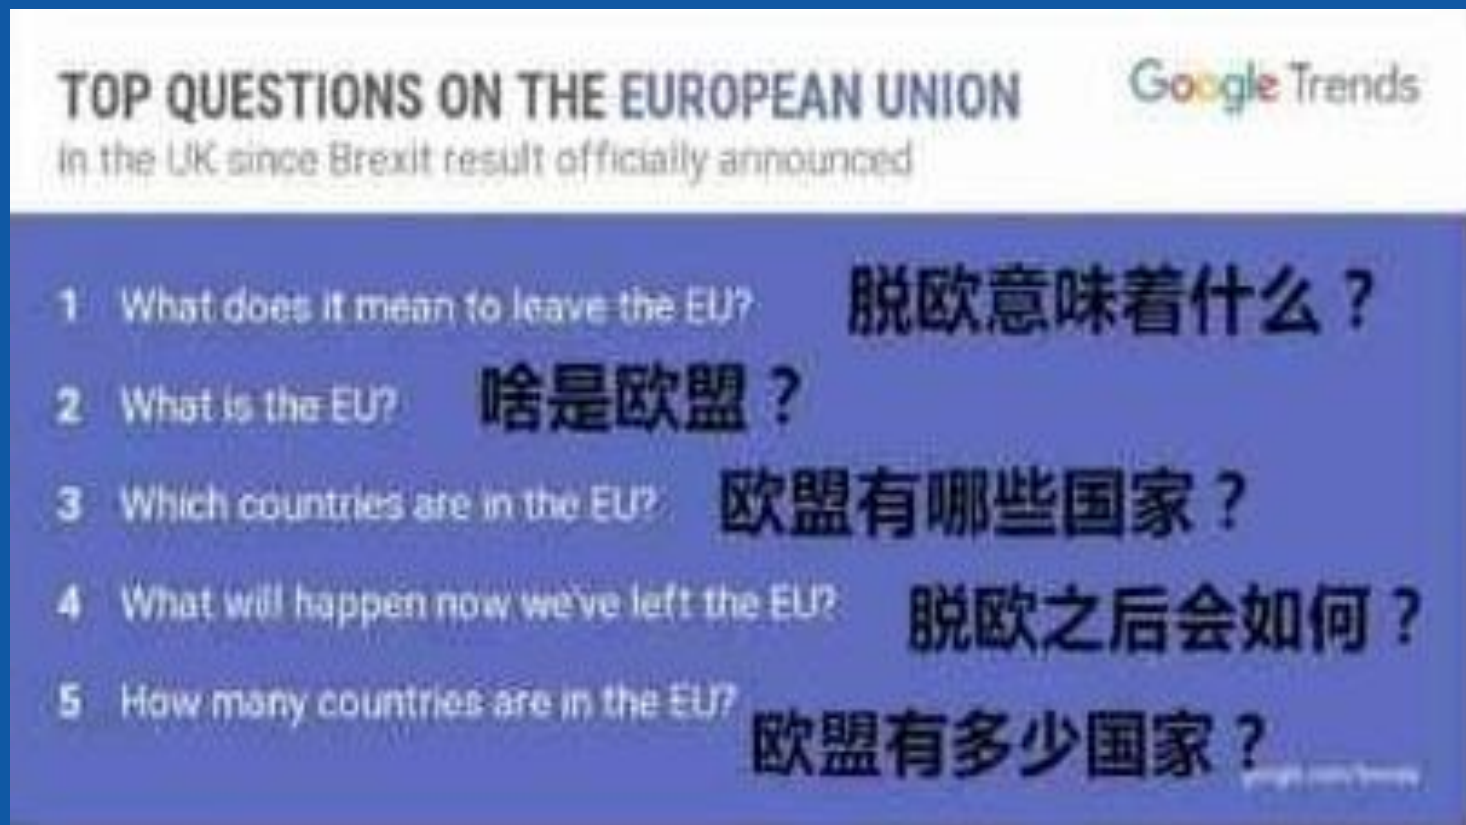 TOP QUESTIONS ON THE EUROPEAN UNION
Google Trends
in the UK since Brexit result officially announced
1 What does it mean to leave the EU? 脱欧意味着什么？
2 What is the EU? 啥是欧盟？
3 Which countries are in the EU? 欧盟有哪些国家？
4 What will happen now we've left the EU? 脱欧之后会如何？
5 How many countries are in the EU? 欧盟有多少国家？
google.com/trends